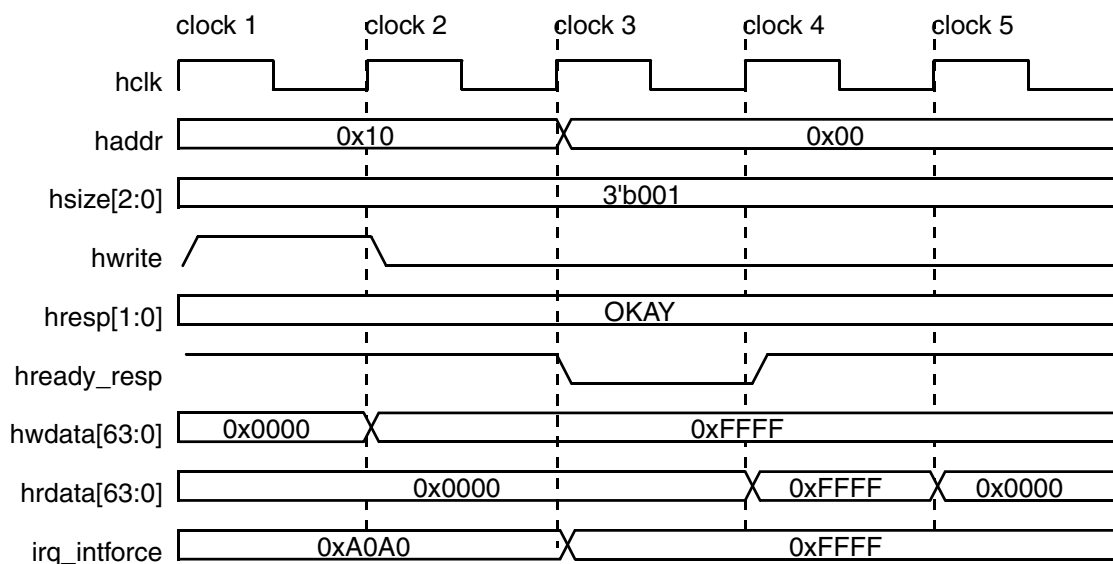 clock 1 clock 2 clock 3 clock 4 clock 5
hclk
haddr 0x10 0x00
hsize[2:0] 3'b001
hwrite
hresp[1:0] OKAY
hready_resp
hwdata[63:0] 0x0000 0xFFFF
hrdata[63:0] 0x0000 0xFFFF 0x0000
irq_intforce 0xA0A0 0xFFFF